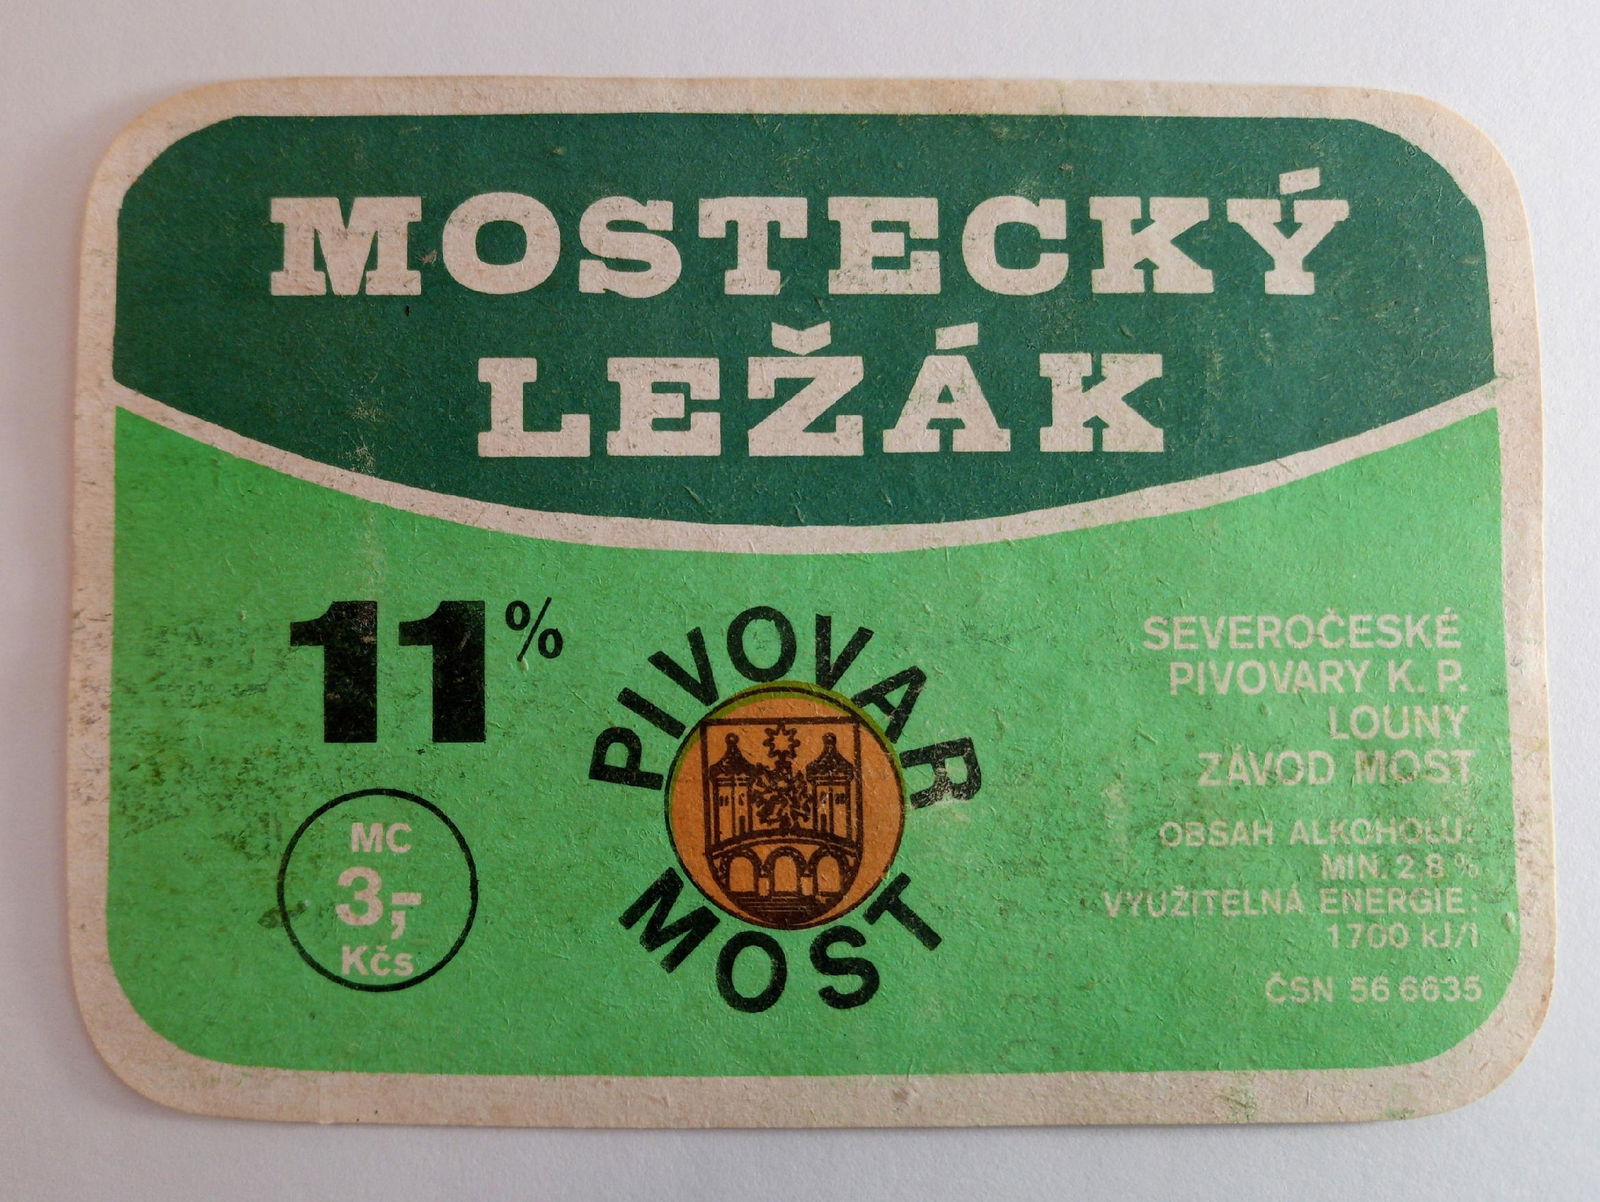 MOSTECKÝ
LEŽÁK
11%
MC
3,-
Kčs
PIVOVAR
MOST
SEVEROČESKÉ
PIVOVARY K. P.
LOUNY
ZÁVOD MOST
OBSAH ALKOHOLU:
MIN. 2,8 %
VYUŽITELNÁ ENERGIE:
1700 kJ/l
ČSN 56 6635